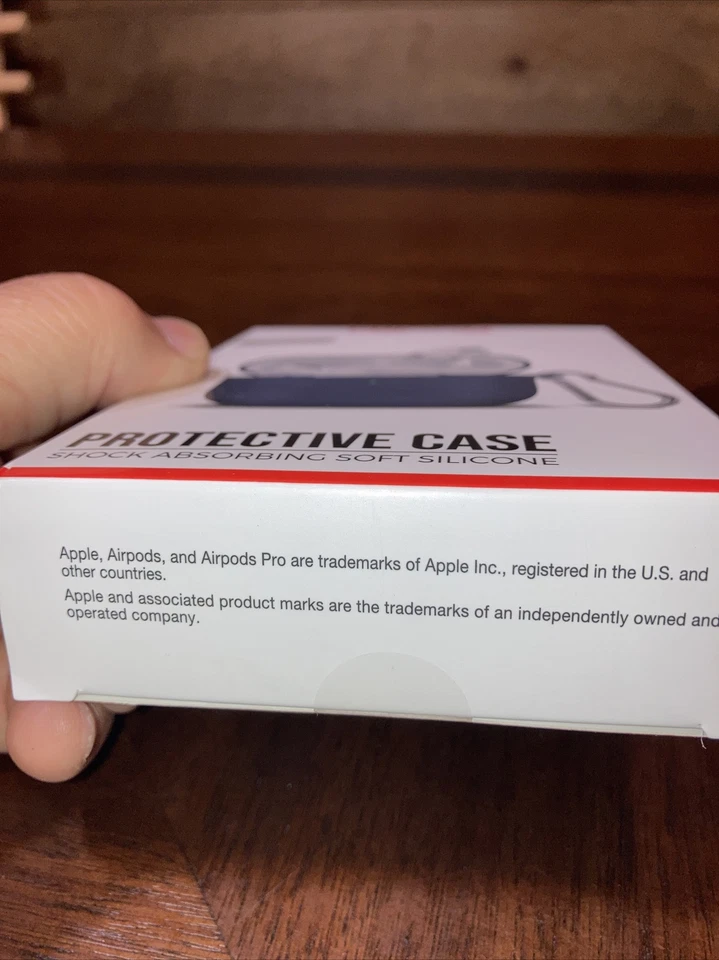 PROTECTIVE CASE
SHOCK ABSORBING SOFT SILICONE
Apple, Airpods, and Airpods Pro are trademarks of Apple Inc., registered in the U.S. and
other countries.
Apple and associated product marks are the trademarks of an independently owned and
operated company.